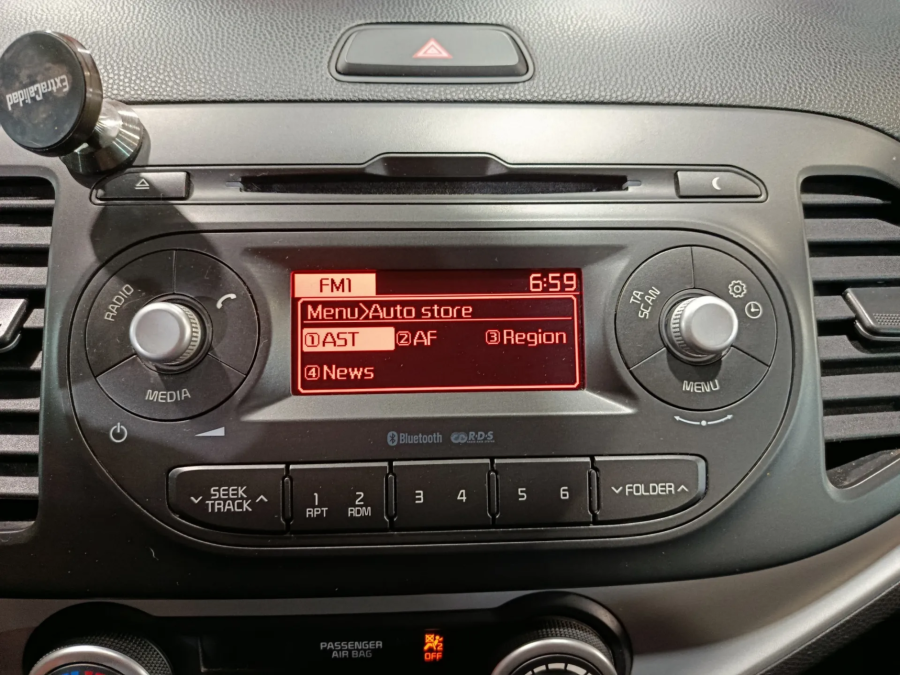 ExtraCalidad
FM1 6:59
Menu>Auto store
①AST ②AF ③Region
④News
RADIO
MEDIA
TA
SCAN
MENU
Bluetooth R·D·S
SEEK
TRACK
1 2
RPT RDM
3 4
5 6
FOLDER
PASSENGER
AIR BAG
OFF